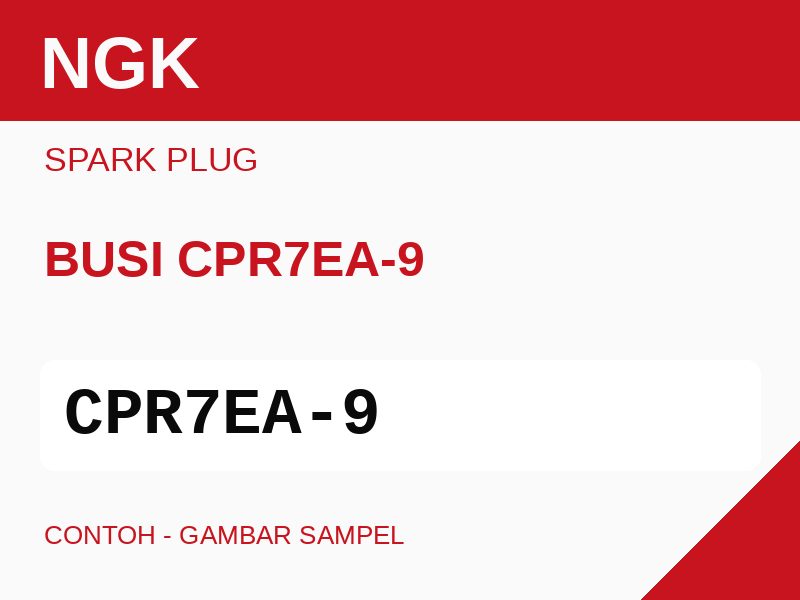 NGK
SPARK PLUG
BUSI CPR7EA-9
CPR7EA-9
CONTOH - GAMBAR SAMPEL